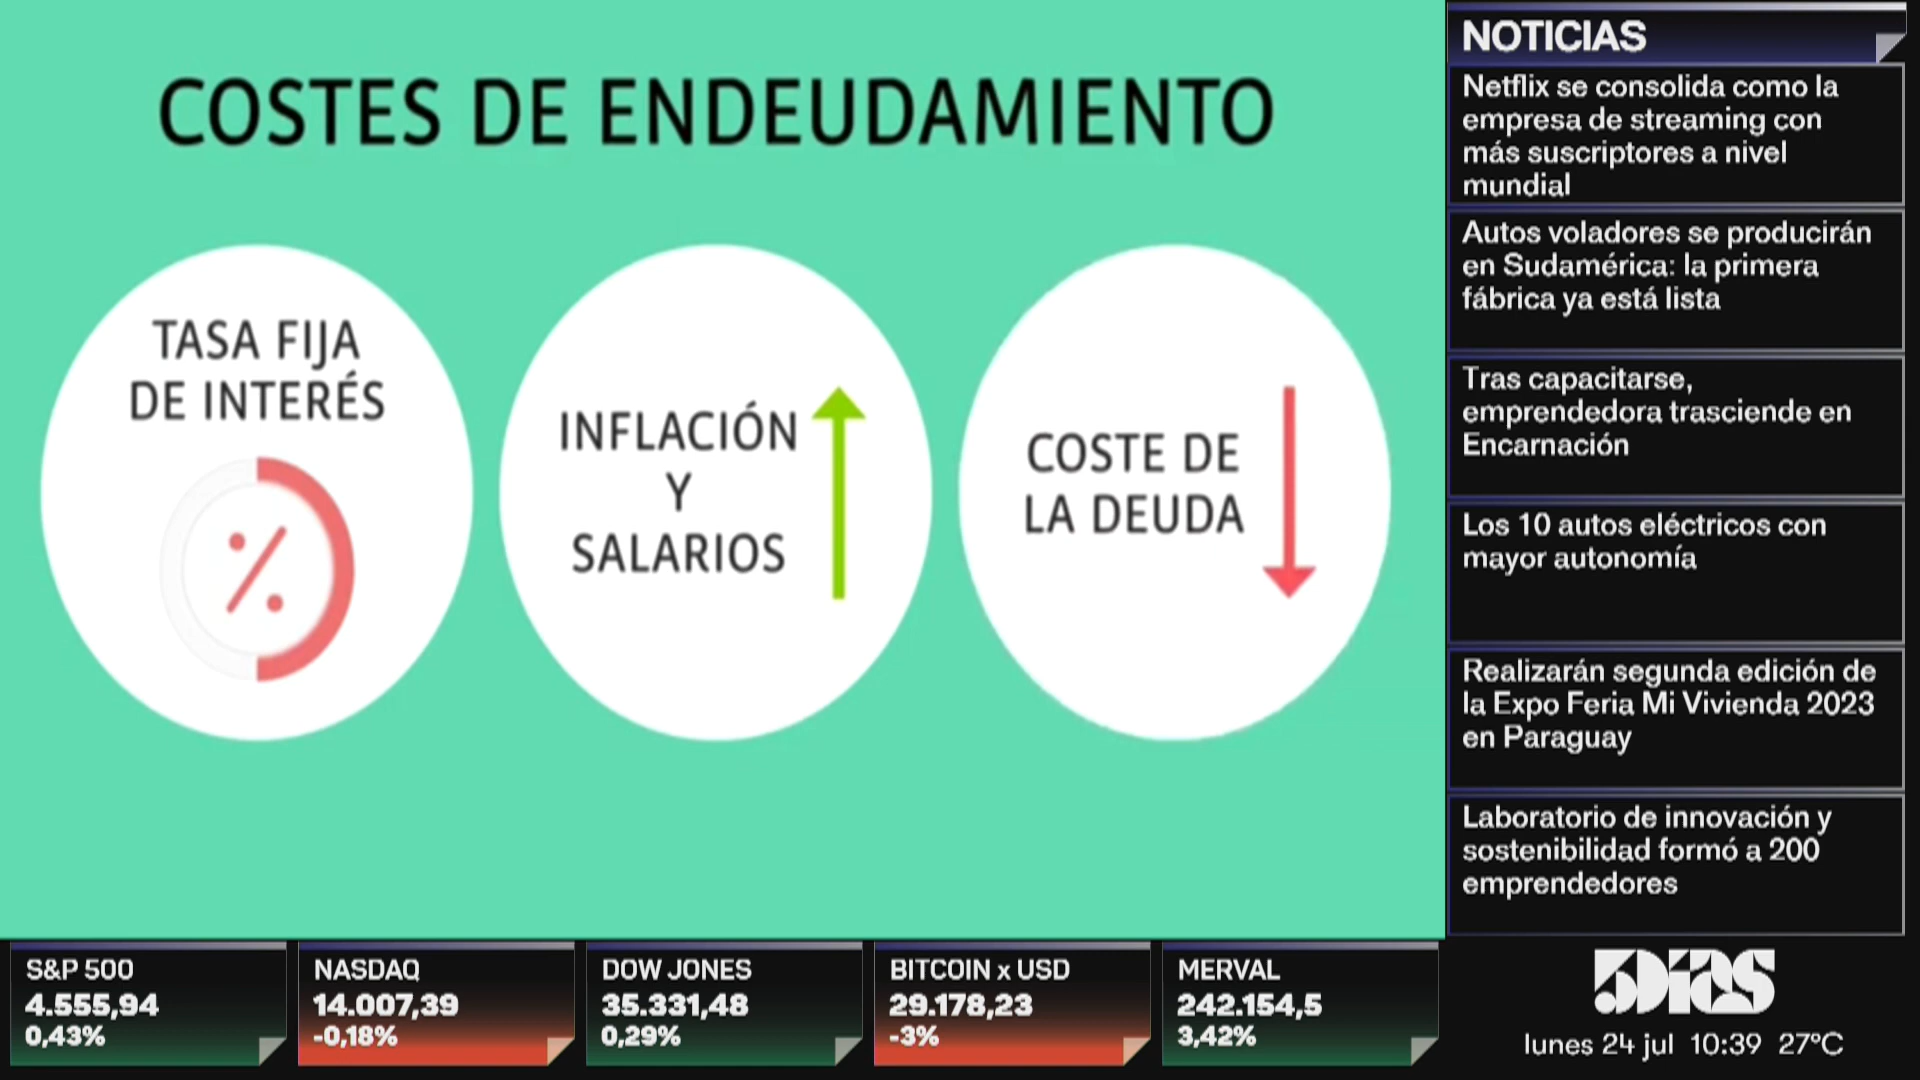 COSTES DE ENDEUDAMIENTO
TASA FIJA
DE INTERÉS
%
INFLACIÓN
Y
SALARIOS
COSTE DE
LA DEUDA
NOTICIAS
Netflix se consolida como la
empresa de streaming con
más suscriptores a nivel
mundial
Autos voladores se producirán
en Sudamérica: la primera
fábrica ya está lista
Tras capacitarse,
emprendedora trasciende en
Encarnación
Los 10 autos eléctricos con
mayor autonomía
Realizarán segunda edición de
la Expo Feria Mi Vivienda 2023
en Paraguay
Laboratorio de innovación y
sostenibilidad formó a 200
emprendedores
S&P 500
4.555,94
0,43%
NASDAQ
14.007,39
-0,18%
DOW JONES
35.331,48
0,29%
BITCOIN x USD
29.178,23
-3%
MERVAL
242.154,5
3,42%
5Días
lunes 24 jul 10:39 27°C